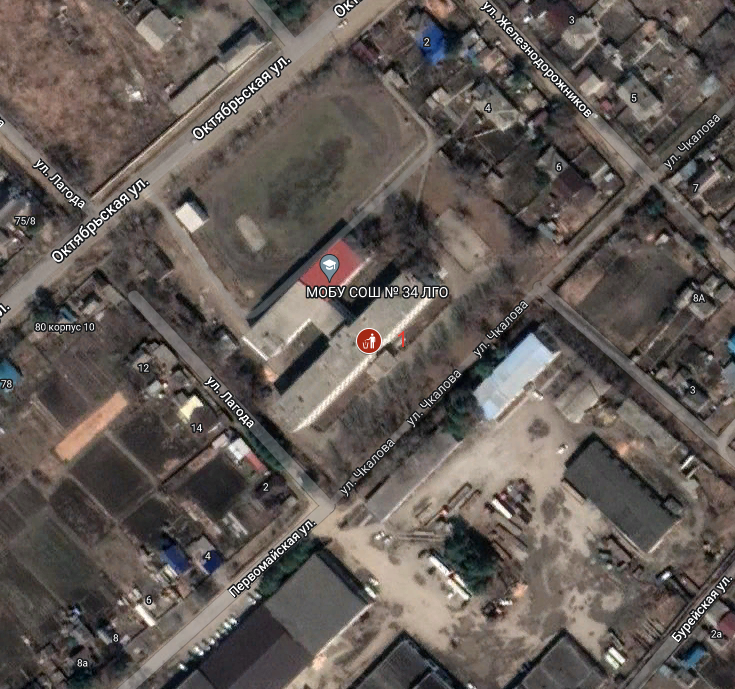 Окт
3
2
ул. Железнодорожников
Октябрьская ул.
5
4
ул. Чкалова
ул. Лагода
6
7
Октябрьская ул.
75/8
МОБУ СОШ № 34 ЛГО
8А
80 корпус 10
ул. Чкалова
12
78
ул. Лагода
ул. Чкалова
3
14
ул. Чкалова
2
Первомайская ул.
4
6
Бурейская ул.
8
2а
8а